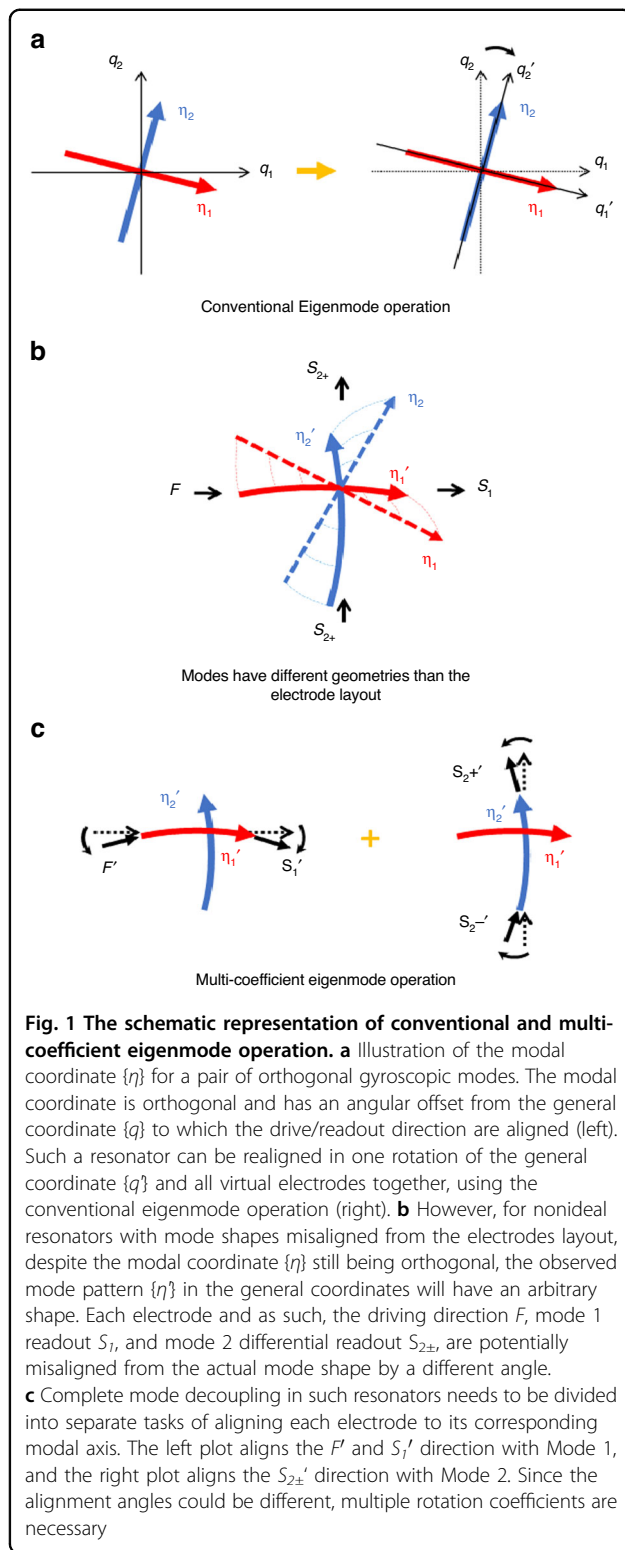 a
q₂
η₂
q₁
η₁
q₂
q₂′
η₂
q₁
η₁
q₁′
Conventional Eigenmode operation
b
S₂₊
η₂
η₂′
F
η₁′
S₁
η₁
S₂₊
Modes have different geometries than the
electrode layout
c
S₂+′
η₂′
η₂′
F′
η₁′
S₁′
+
η₁′
S₂−′
Multi-coefficient eigenmode operation
Fig. 1 The schematic representation of conventional and multi-
coefficient eigenmode operation. a Illustration of the modal
coordinate {η} for a pair of orthogonal gyroscopic modes. The modal
coordinate is orthogonal and has an angular offset from the general
coordinate {q} to which the drive/readout direction are aligned (left).
Such a resonator can be realigned in one rotation of the general
coordinate {q′} and all virtual electrodes together, using the
conventional eigenmode operation (right). b However, for nonideal
resonators with mode shapes misaligned from the electrodes layout,
despite the modal coordinate {η} still being orthogonal, the observed
mode pattern {η′} in the general coordinates will have an arbitrary
shape. Each electrode and as such, the driving direction F, mode 1
readout S₁, and mode 2 differential readout S₂±, are potentially
misaligned from the actual mode shape by a different angle.
c Complete mode decoupling in such resonators needs to be divided
into separate tasks of aligning each electrode to its corresponding
modal axis. The left plot aligns the F′ and S₁′ direction with Mode 1,
and the right plot aligns the S₂±′ direction with Mode 2. Since the
alignment angles could be different, multiple rotation coefficients are
necessary